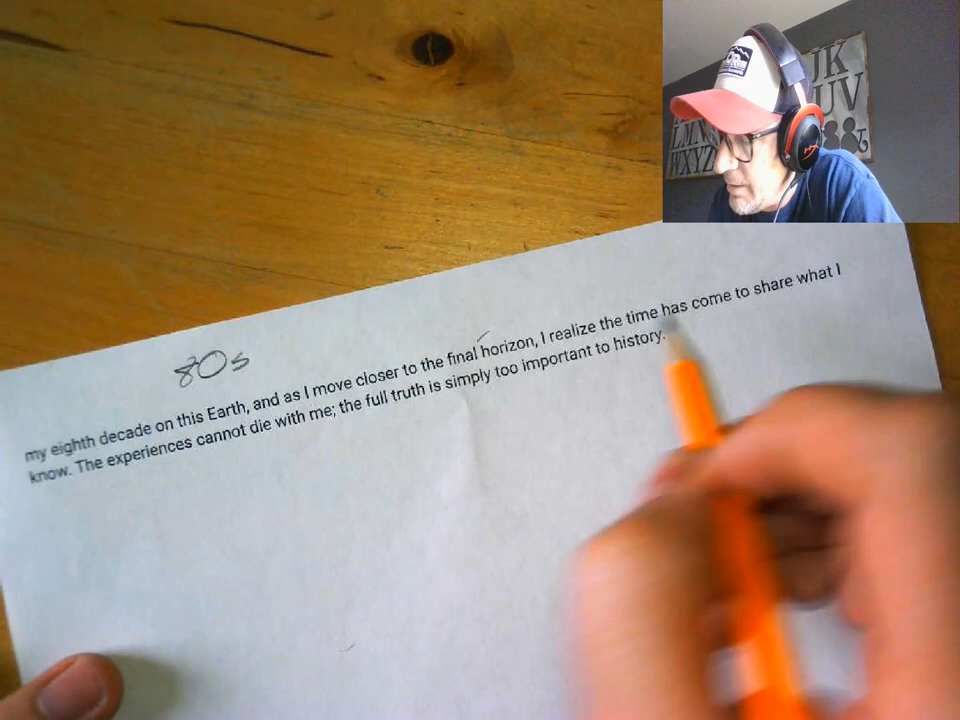 JK
UV
LMN
WXYZ
&
80s
my eighth decade on this Earth, and as I move closer to the final horizon, I realize the time has come to share what I
know. The experiences cannot die with me; the full truth is simply too important to history.